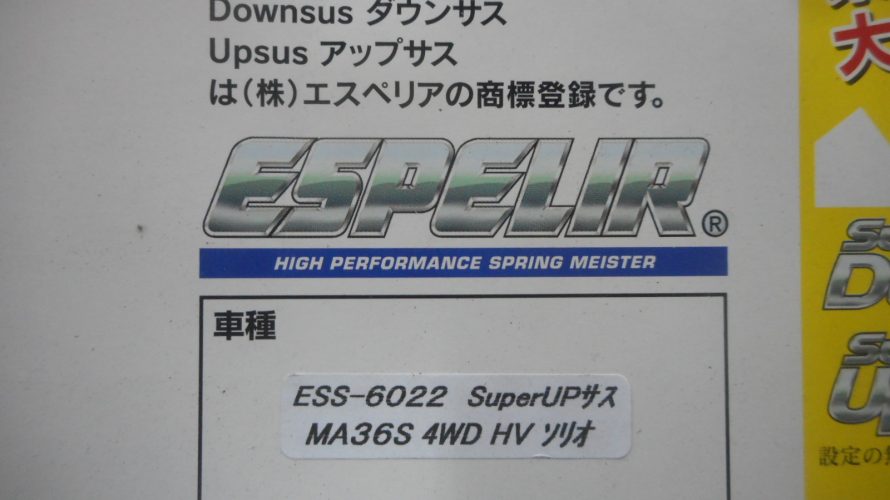 Downsus ダウンサス
Upsus アップサス
は(株)エスペリアの商標登録です。
ESPELIR®
HIGH PERFORMANCE SPRING MEISTER
車種
ESS-6022 SuperUPサス
MA36S 4WD HV ソリオ
大
設定の